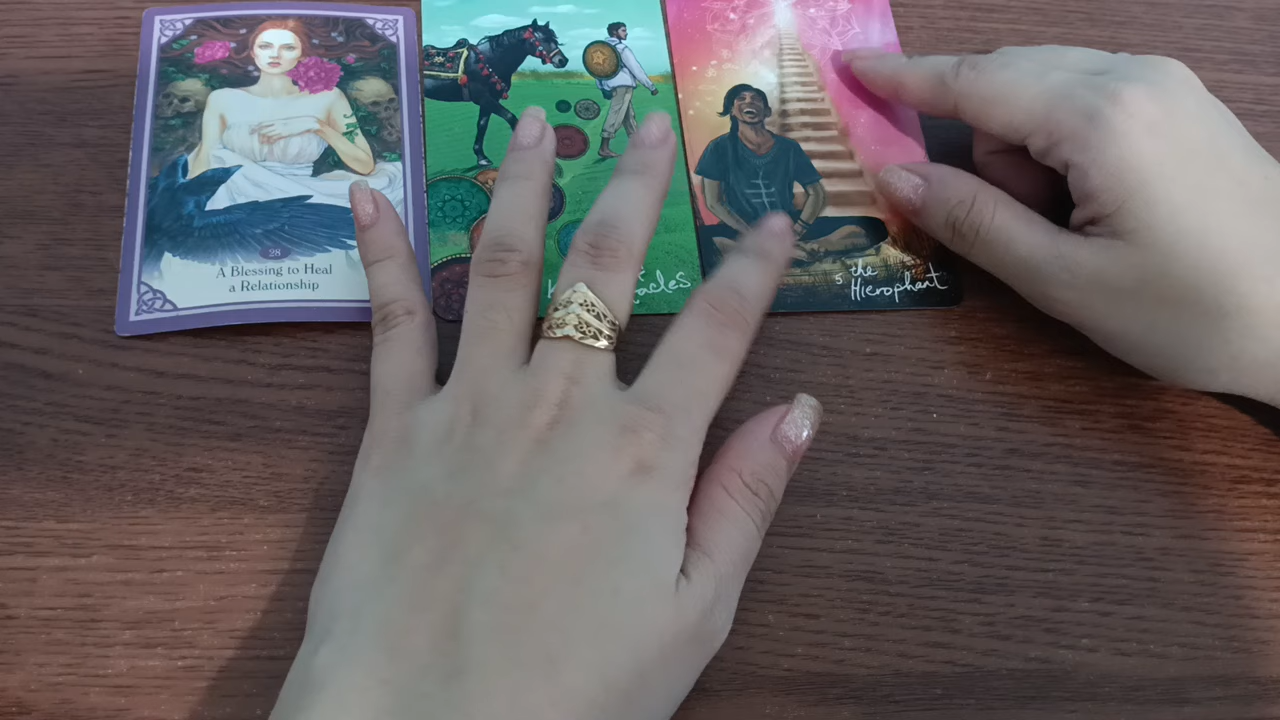 28
A Blessing to Heal
a Relationship
5 the
Hierophant